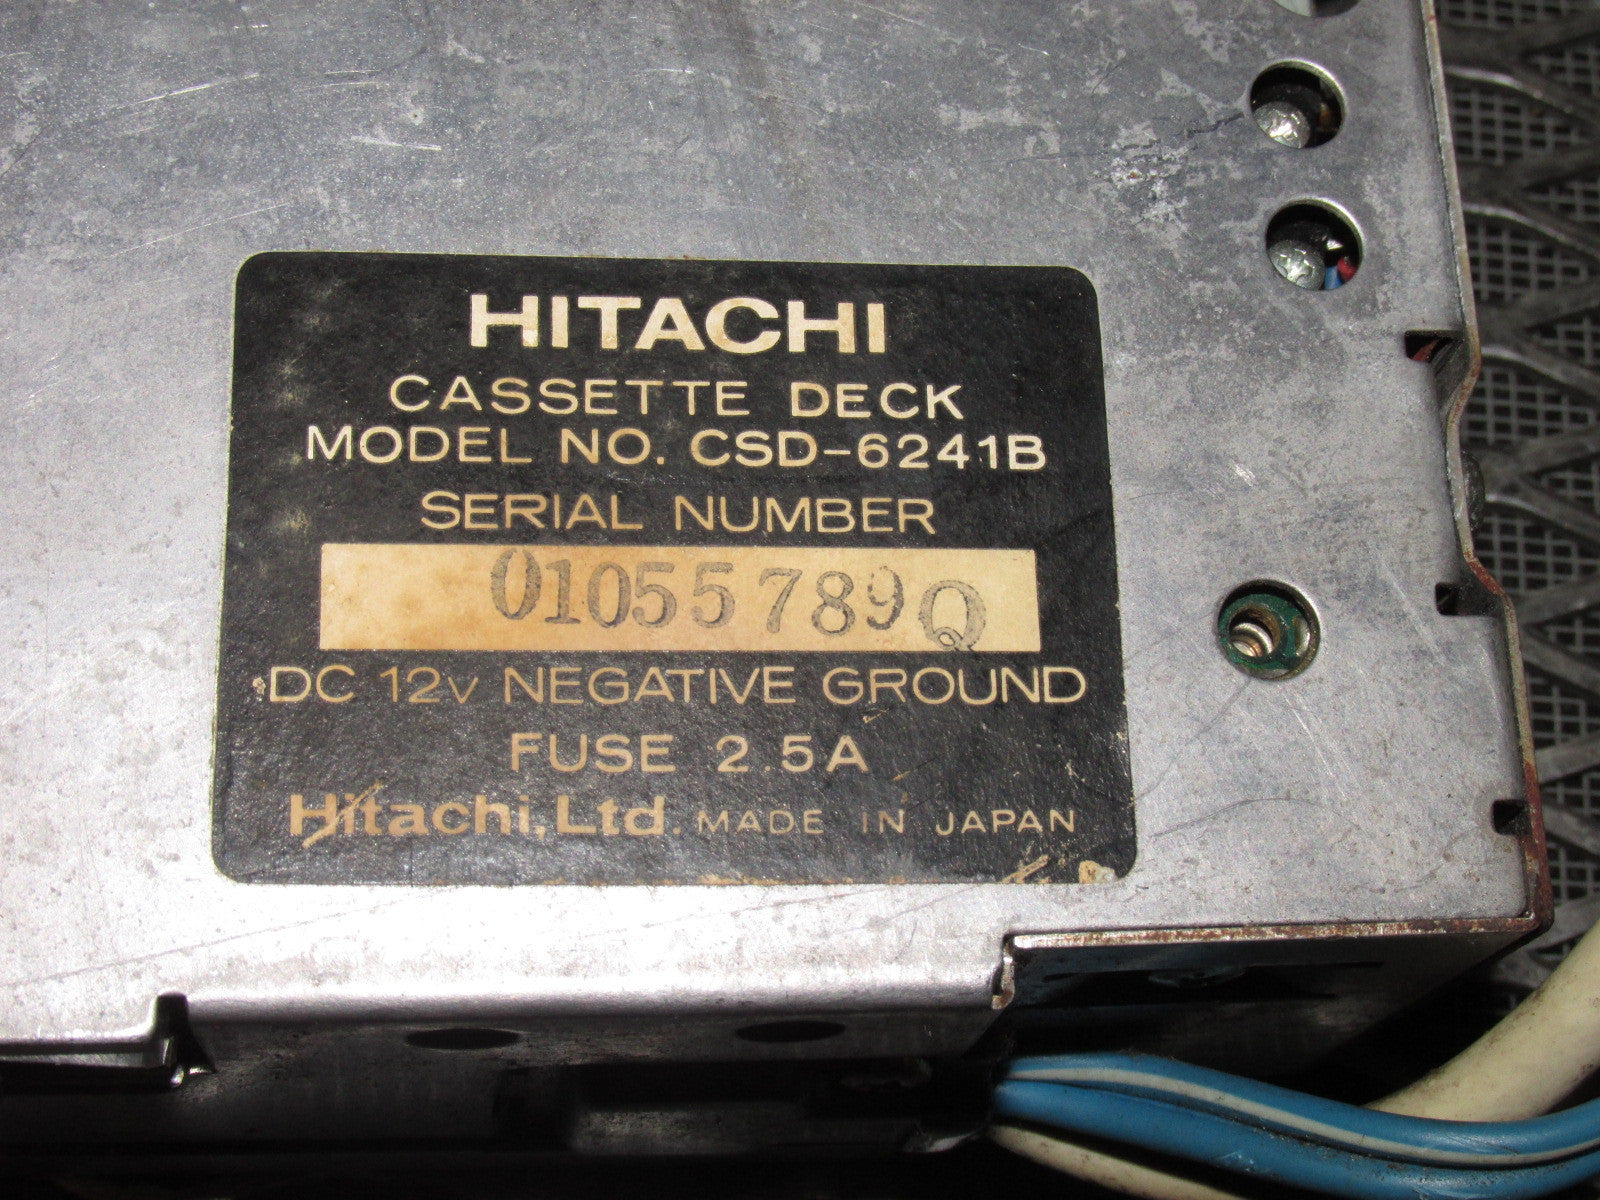 HITACHI
CASSETTE DECK
MODEL NO. CSD-6241B
SERIAL NUMBER
01055789Q
DC 12v NEGATIVE GROUND
FUSE 2.5A
Hitachi, Ltd. MADE IN JAPAN